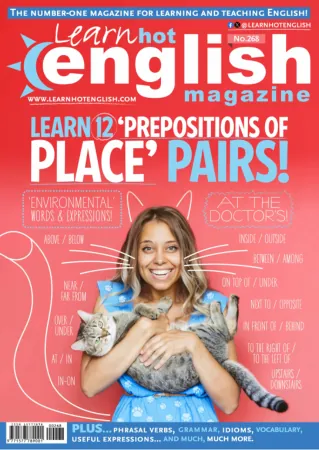 THE NUMBER-ONE MAGAZINE FOR LEARNING AND TEACHING ENGLISH!
@LEARNHOTENGLISH
Learn hot
No.268
english
WWW.LEARNHOTENGLISH.COM
magazine
LEARN 12 ‘PREPOSITIONS OF
PLACE’ PAIRS!
‘ENVIRONMENTAL’
WORDS & EXPRESSIONS!
AT THE
DOCTOR'S!
ABOVE / BELOW
NEAR /
FAR FROM
OVER /
UNDER
AT / IN
IN-ON
INSIDE / OUTSIDE
BETWEEN / AMONG
ON TOP OF / UNDER
NEXT TO / OPPOSITE
IN FRONT OF / BEHIND
TO THE RIGHT OF /
TO THE LEFT OF
UPSTAIRS /
DOWNSTAIRS
PLUS... PHRASAL VERBS, GRAMMAR, IDIOMS, VOCABULARY,
USEFUL EXPRESSIONS... AND MUCH, MUCH MORE.